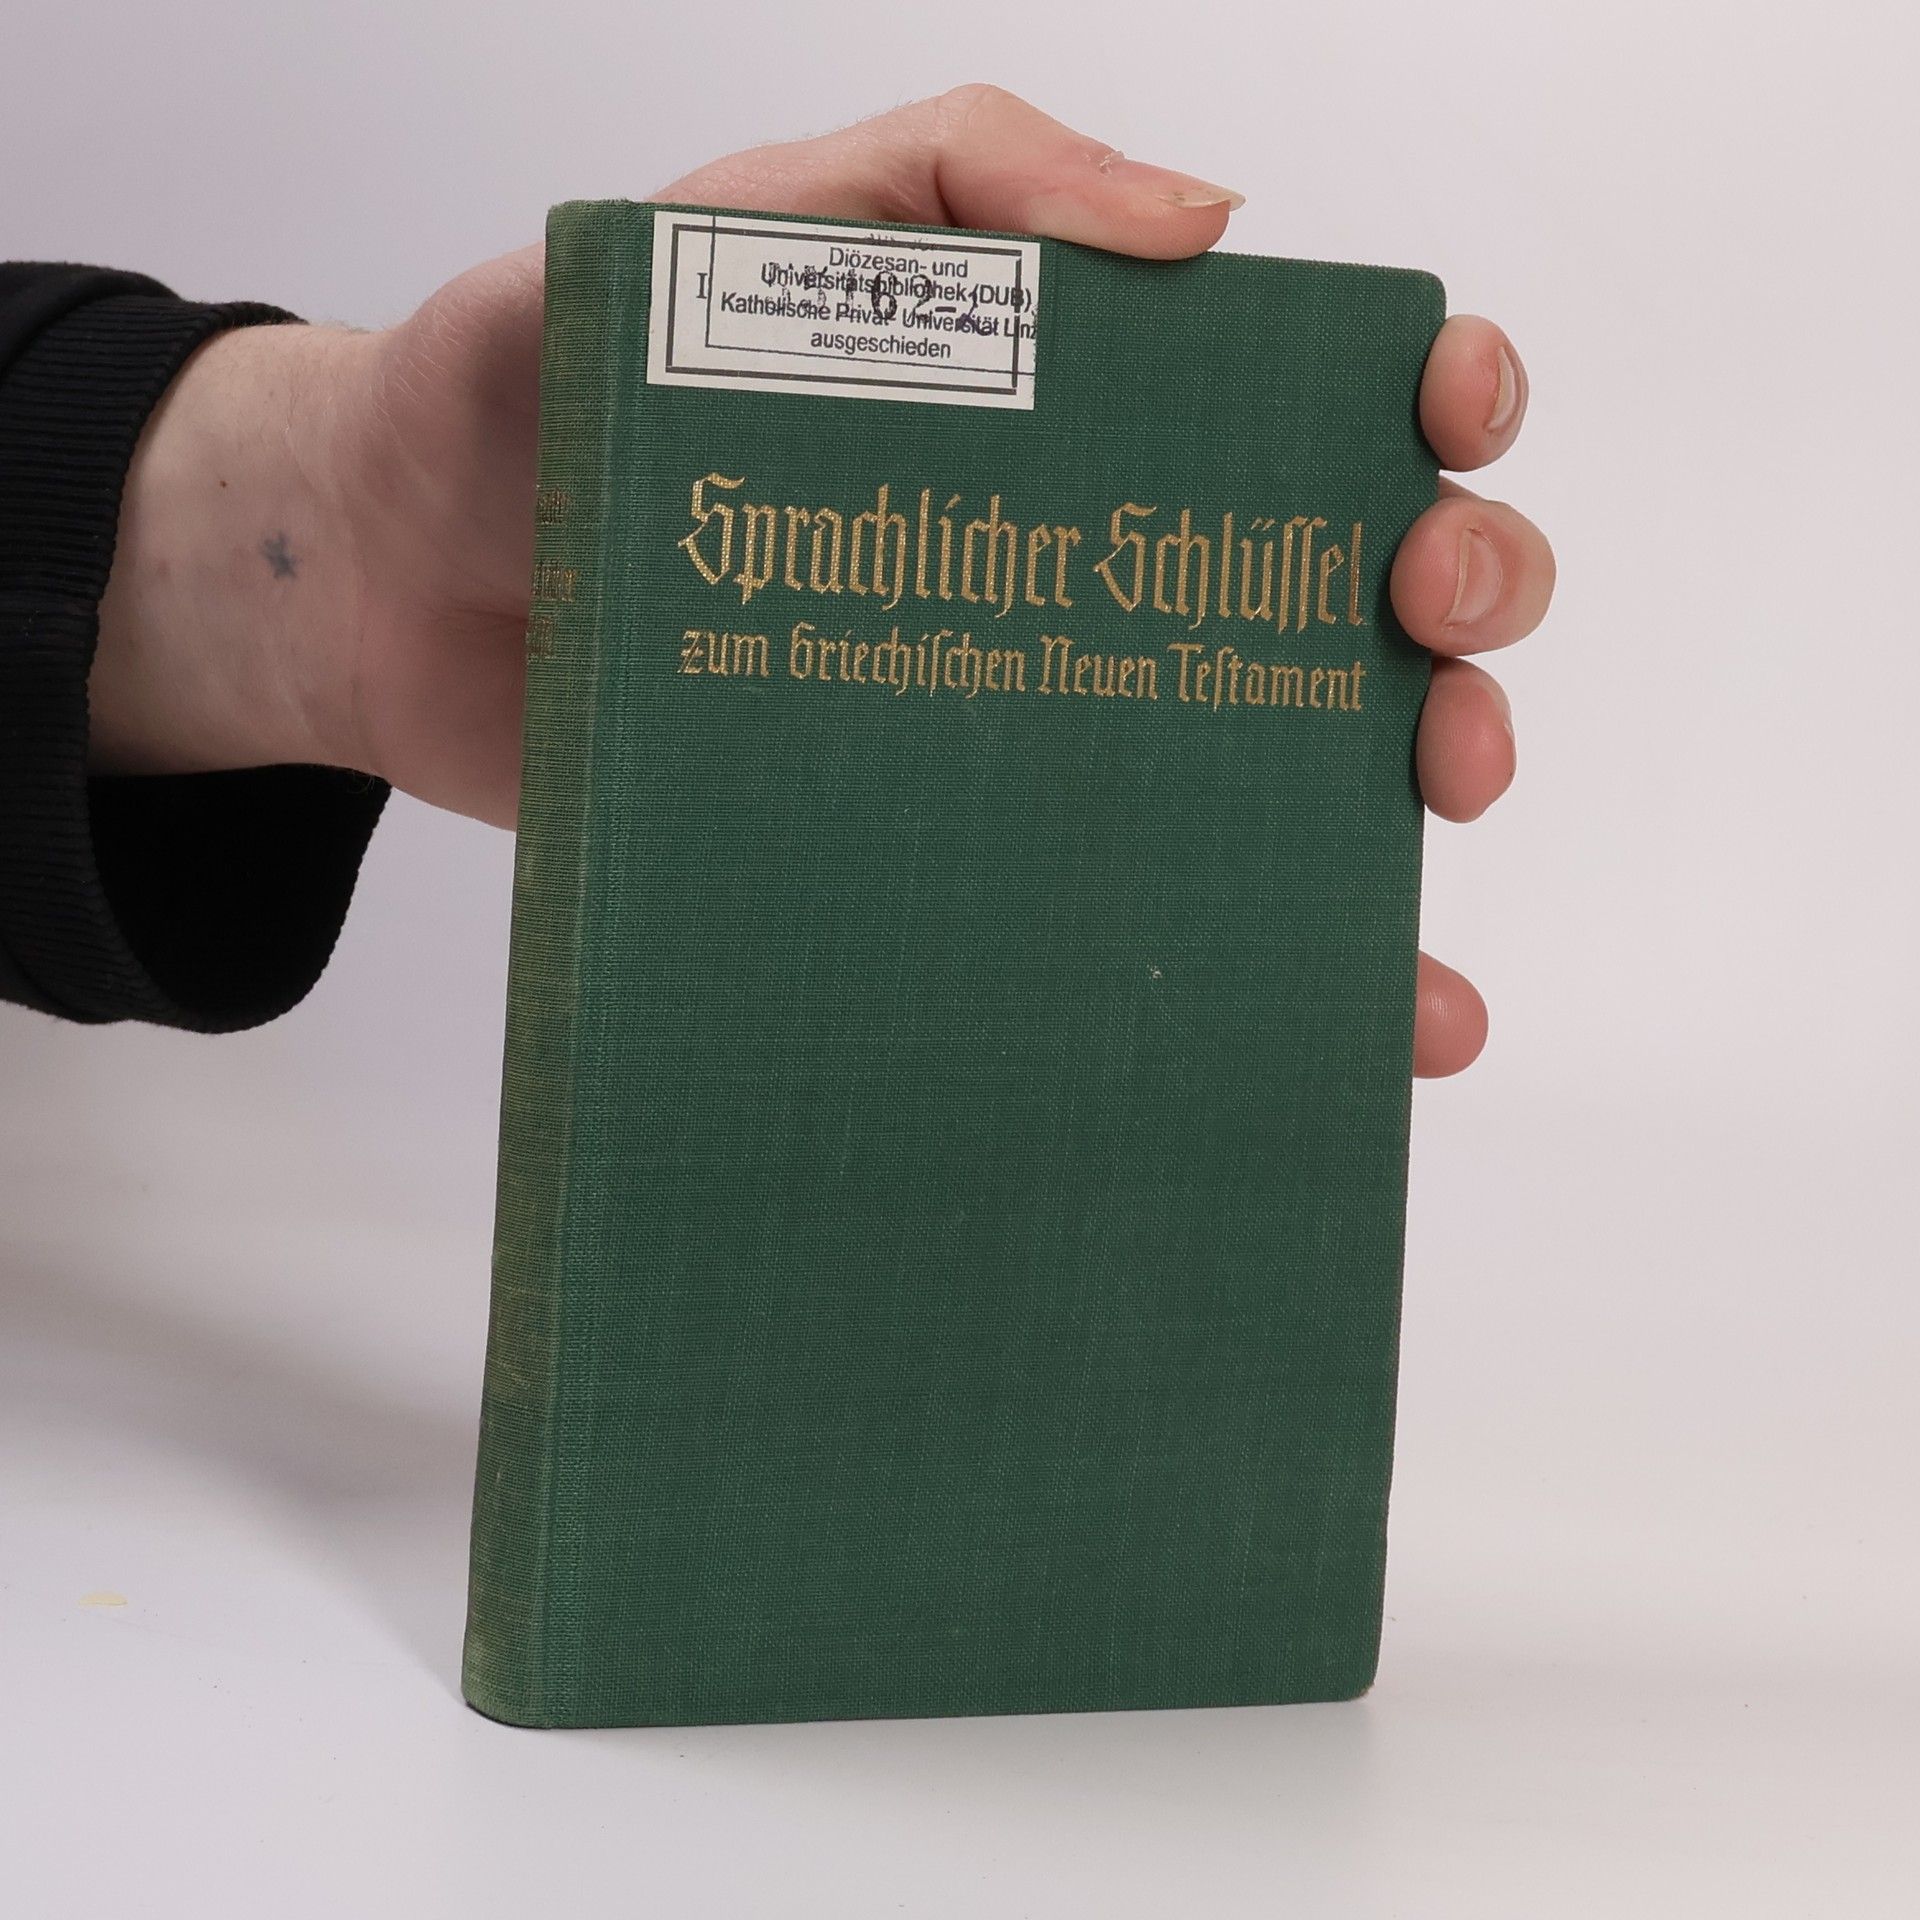 Diözesan- und
Universitätsbibliothek (DUB)
Katholische Privat- Universität Linz
ausgeschieden
Sprachlicher Schlüſſel
zum Griechiſchen Neuen Teſtament